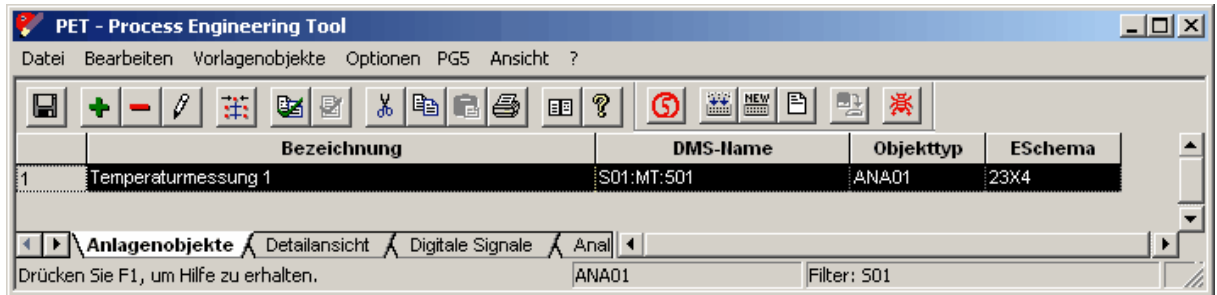 PET - Process Engineering Tool
Datei Bearbeiten Vorlagenobjekte Optionen PG5 Ansicht ?
NEW
Bezeichnung DMS-Name Objekttyp ESchema
1 Temperaturmessung 1 S01:MT:501 ANA01 23X4
Anlagenobjekte Detailansicht Digitale Signale Anal
Drücken Sie F1, um Hilfe zu erhalten. ANA01 Filter: S01